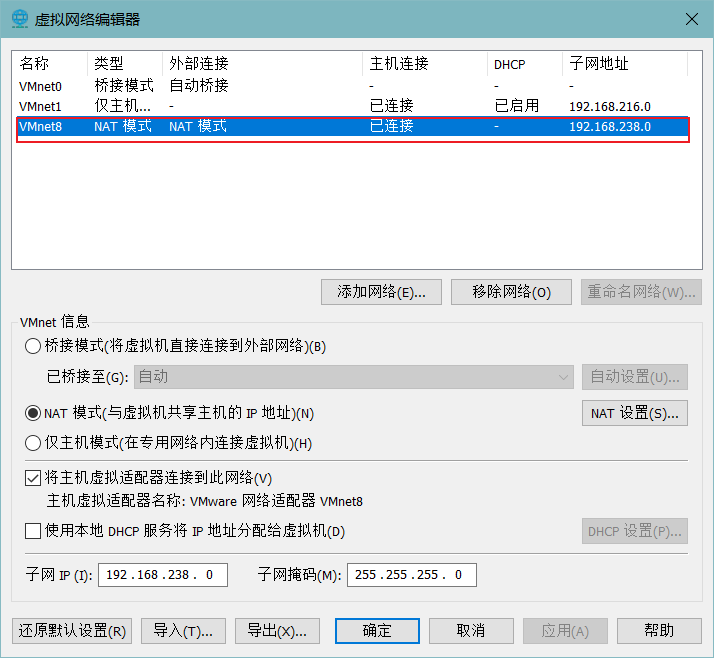 虚拟网络编辑器
名称 类型 外部连接 主机连接 DHCP 子网地址
VMnet0 桥接模式 自动桥接 - - -
VMnet1 仅主机... - 已连接 已启用 192.168.216.0
VMnet8 NAT 模式 NAT 模式 已连接 - 192.168.238.0
添加网络(E)... 移除网络(O) 重命名网络(W)...
VMnet 信息
桥接模式(将虚拟机直接连接到外部网络)(B)
已桥接至(G): 自动 自动设置(U)...
NAT 模式(与虚拟机共享主机的 IP 地址)(N) NAT 设置(S)...
仅主机模式(在专用网络内连接虚拟机)(H)
将主机虚拟适配器连接到此网络(V)
主机虚拟适配器名称: VMware 网络适配器 VMnet8
使用本地 DHCP 服务将 IP 地址分配给虚拟机(D) DHCP 设置(P)...
子网 IP (I): 192 .168 .238 . 0 子网掩码(M): 255 .255 .255 . 0
还原默认设置(R) 导入(T)... 导出(X)... 确定 取消 应用(A) 帮助